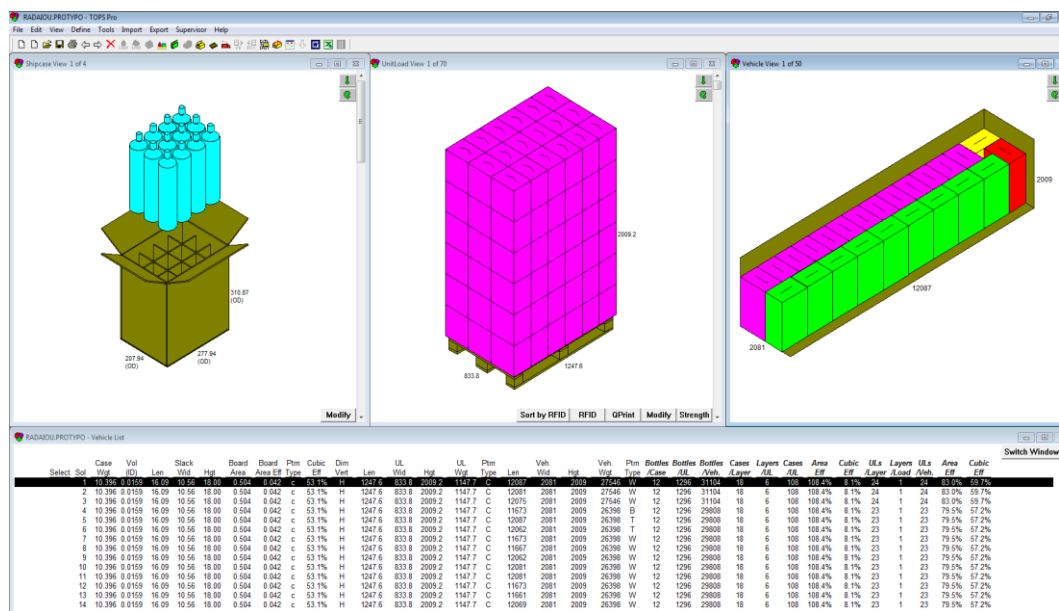 RADAIOU.PROTYPO - TOPS Pro
File Edit View Define Tools Import Export Supervisor Help
Shipcase View 1 of 4
UnitLoad View 1 of 70
Vehicle View 1 of 50
310.87
(OD)
207.94
(OD)
277.94
(OD)
Modify
2009.2
833.8
1247.6
Sort by RFID RFID QPrint Modify Strength
2009
12087
2081
RADAIOU.PROTYPO - Vehicle List
Switch Window
Case Vol Slack Board Board Ptrn Cubic Dim UL UL Ptrn Veh. Veh. Ptrn Bottles Bottles Bottles Cases Layers Cases Area Cubic ULs Layers ULs Area Cubic
Select Sol Wgt (ID) Len Wid Hgt Area Area Eff Type Eff Vert Len Wid Hgt Wgt Type Len Wid Hgt Wgt Type /Case /UL /Veh. /Layer /UL /UL Eff Eff /Layer /Load /Veh. Eff Eff
1 10.396 0.0159 16.09 10.56 18.00 0.504 0.042 c 53.1% H 1247.6 833.8 2009.2 1147.7 C 12087 2081 2009 27546 W 12 1296 31104 18 6 108 108.4% 8.1% 24 1 24 83.0% 59.7%
2 10.396 0.0159 16.09 10.56 18.00 0.504 0.042 c 53.1% H 1247.6 833.8 2009.2 1147.7 C 12081 2081 2009 27546 W 12 1296 31104 18 6 108 108.4% 8.1% 24 1 24 83.0% 59.7%
3 10.396 0.0159 16.09 10.56 18.00 0.504 0.042 c 53.1% H 1247.6 833.8 2009.2 1147.7 C 12075 2081 2009 27546 W 12 1296 31104 18 6 108 108.4% 8.1% 24 1 24 83.0% 59.7%
4 10.396 0.0159 16.09 10.56 18.00 0.504 0.042 c 53.1% H 1247.6 833.8 2009.2 1147.7 C 11673 2081 2009 26398 B 12 1296 29808 18 6 108 108.4% 8.1% 23 1 23 79.5% 57.2%
5 10.396 0.0159 16.09 10.56 18.00 0.504 0.042 c 53.1% H 1247.6 833.8 2009.2 1147.7 C 12087 2081 2009 26398 T 12 1296 29808 18 6 108 108.4% 8.1% 23 1 23 79.5% 57.2%
6 10.396 0.0159 16.09 10.56 18.00 0.504 0.042 c 53.1% H 1247.6 833.8 2009.2 1147.7 C 12062 2081 2009 26398 T 12 1296 29808 18 6 108 108.4% 8.1% 23 1 23 79.5% 57.2%
7 10.396 0.0159 16.09 10.56 18.00 0.504 0.042 c 53.1% H 1247.6 833.8 2009.2 1147.7 C 11673 2081 2009 26398 W 12 1296 29808 18 6 108 108.4% 8.1% 23 1 23 79.5% 57.2%
8 10.396 0.0159 16.09 10.56 18.00 0.504 0.042 c 53.1% H 1247.6 833.8 2009.2 1147.7 C 11667 2081 2009 26398 W 12 1296 29808 18 6 108 108.4% 8.1% 23 1 23 79.5% 57.2%
9 10.396 0.0159 16.09 10.56 18.00 0.504 0.042 c 53.1% H 1247.6 833.8 2009.2 1147.7 C 12062 2081 2009 26398 W 12 1296 29808 18 6 108 108.4% 8.1% 23 1 23 79.5% 57.2%
10 10.396 0.0159 16.09 10.56 18.00 0.504 0.042 c 53.1% H 1247.6 833.8 2009.2 1147.7 C 12081 2081 2009 26398 T 12 1296 29808 18 6 108 108.4% 8.1% 23 1 23 79.5% 57.2%
11 10.396 0.0159 16.09 10.56 18.00 0.504 0.042 c 53.1% H 1247.6 833.8 2009.2 1147.7 C 12081 2081 2009 26398 W 12 1296 29808 18 6 108 108.4% 8.1% 23 1 23 79.5% 57.2%
12 10.396 0.0159 16.09 10.56 18.00 0.504 0.042 c 53.1% H 1247.6 833.8 2009.2 1147.7 C 11673 2081 2009 26398 W 12 1296 29808 18 6 108 108.4% 8.1% 23 1 23 79.5% 57.2%
13 10.396 0.0159 16.09 10.56 18.00 0.504 0.042 c 53.1% H 1247.6 833.8 2009.2 1147.7 C 11661 2081 2009 26398 W 12 1296 29808 18 6 108 108.4% 8.1% 23 1 23 79.5% 57.2%
14 10.396 0.0159 16.09 10.56 18.00 0.504 0.042 c 53.1% H 1247.6 833.8 2009.2 1147.7 C 12069 2081 2009 26398 W 12 1296 29808 18 6 108 108.4% 8.1% 23 1 23 79.5% 57.2%